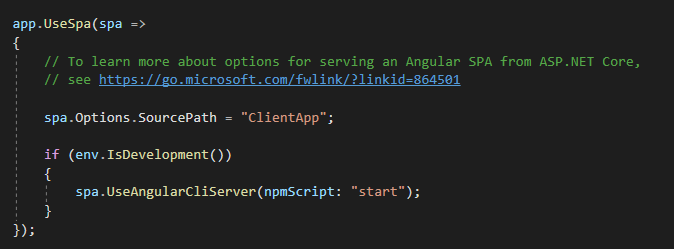 app.UseSpa(spa =>
{
// To learn more about options for serving an Angular SPA from ASP.NET Core,
// see https://go.microsoft.com/fwlink/?linkid=864501
spa.Options.SourcePath = "ClientApp";
if (env.IsDevelopment())
{
spa.UseAngularCliServer(npmScript: "start");
}
});